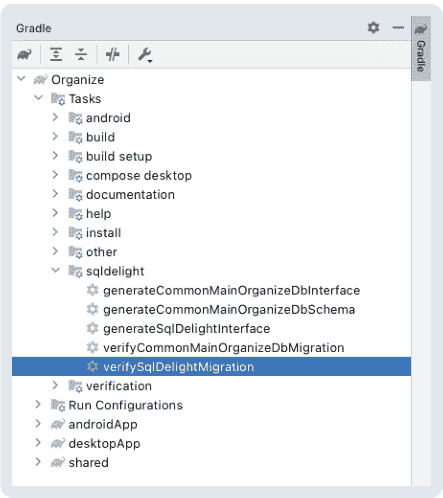 Gradle
Gradle
Organize
Tasks
android
build
build setup
compose desktop
documentation
help
install
other
sqldelight
generateCommonMainOrganizeDbInterface
generateCommonMainOrganizeDbSchema
generateSqlDelightInterface
verifyCommonMainOrganizeDbMigration
verifySqlDelightMigration
verification
Run Configurations
androidApp
desktopApp
shared